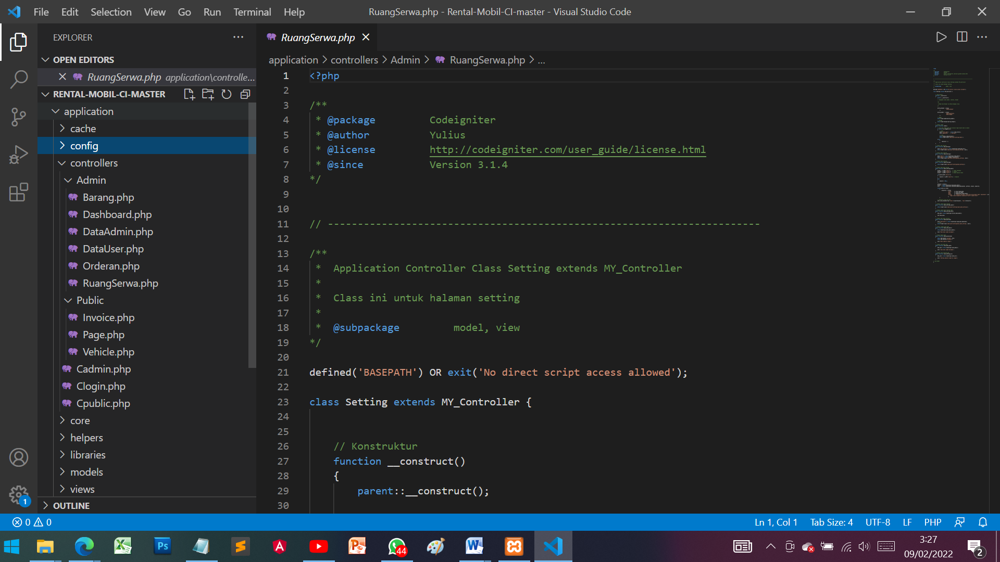 File Edit Selection View Go Run Terminal Help RuangSerwa.php - Rental-Mobil-CI-master - Visual Studio Code
EXPLORER
OPEN EDITORS
RuangSerwa.php application\controlle...
RENTAL-MOBIL-CI-MASTER
application
cache
config
controllers
Admin
Barang.php
Dashboard.php
DataAdmin.php
DataUser.php
Orderan.php
RuangSerwa.php
Public
Invoice.php
Page.php
Vehicle.php
Cadmin.php
Clogin.php
Cpublic.php
core
helpers
libraries
models
views
OUTLINE
RuangSerwa.php
application > controllers > Admin > RuangSerwa.php > ...
1 <?php
2
3 /**
4 * @package Codeigniter
5 * @author Yulius
6 * @license http://codeigniter.com/user_guide/license.html
7 * @since Version 3.1.4
8 */
9
10
11 // ------------------------------------------------------------------------
12
13 /**
14 * Application Controller Class Setting extends MY_Controller
15 *
16 * Class ini untuk halaman setting
17 *
18 * @subpackage model, view
19 */
20
21 defined('BASEPATH') OR exit('No direct script access allowed');
22
23 class Setting extends MY_Controller {
24
25
26 // Konstruktur
27 function __construct()
28 {
29 parent::__construct();
30
0 0 Ln 1, Col 1 Tab Size: 4 UTF-8 LF PHP
1
Ps
44
3:27
09/02/2022
2